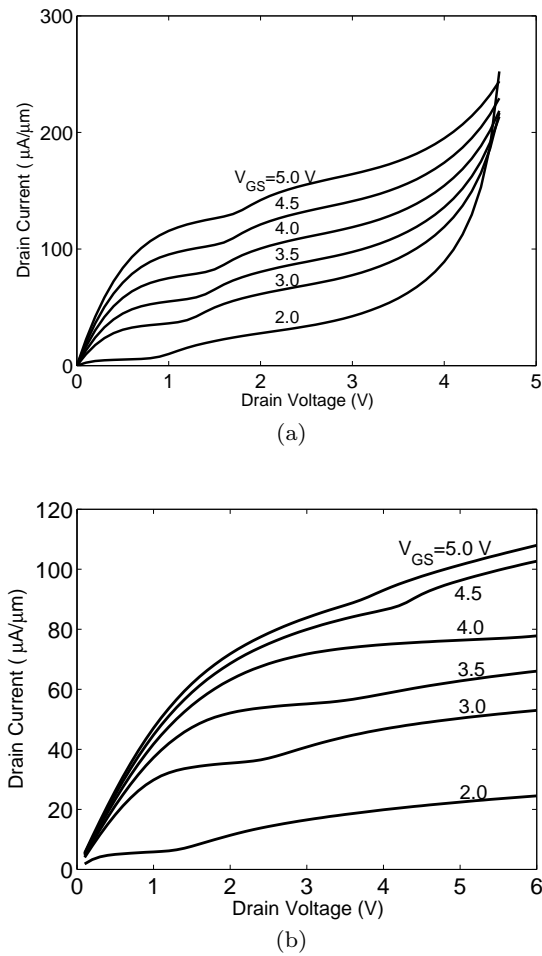 300
200
100
0
Drain Current ( μA/μm)
V_GS=5.0 V
4.5
4.0
3.5
3.0
2.0
0 1 2 3 4 5
Drain Voltage (V)
(a)
120
100
80
60
40
20
0
Drain Current ( μA/μm)
V_GS=5.0 V
4.5
4.0
3.5
3.0
2.0
0 1 2 3 4 5 6
Drain Voltage (V)
(b)